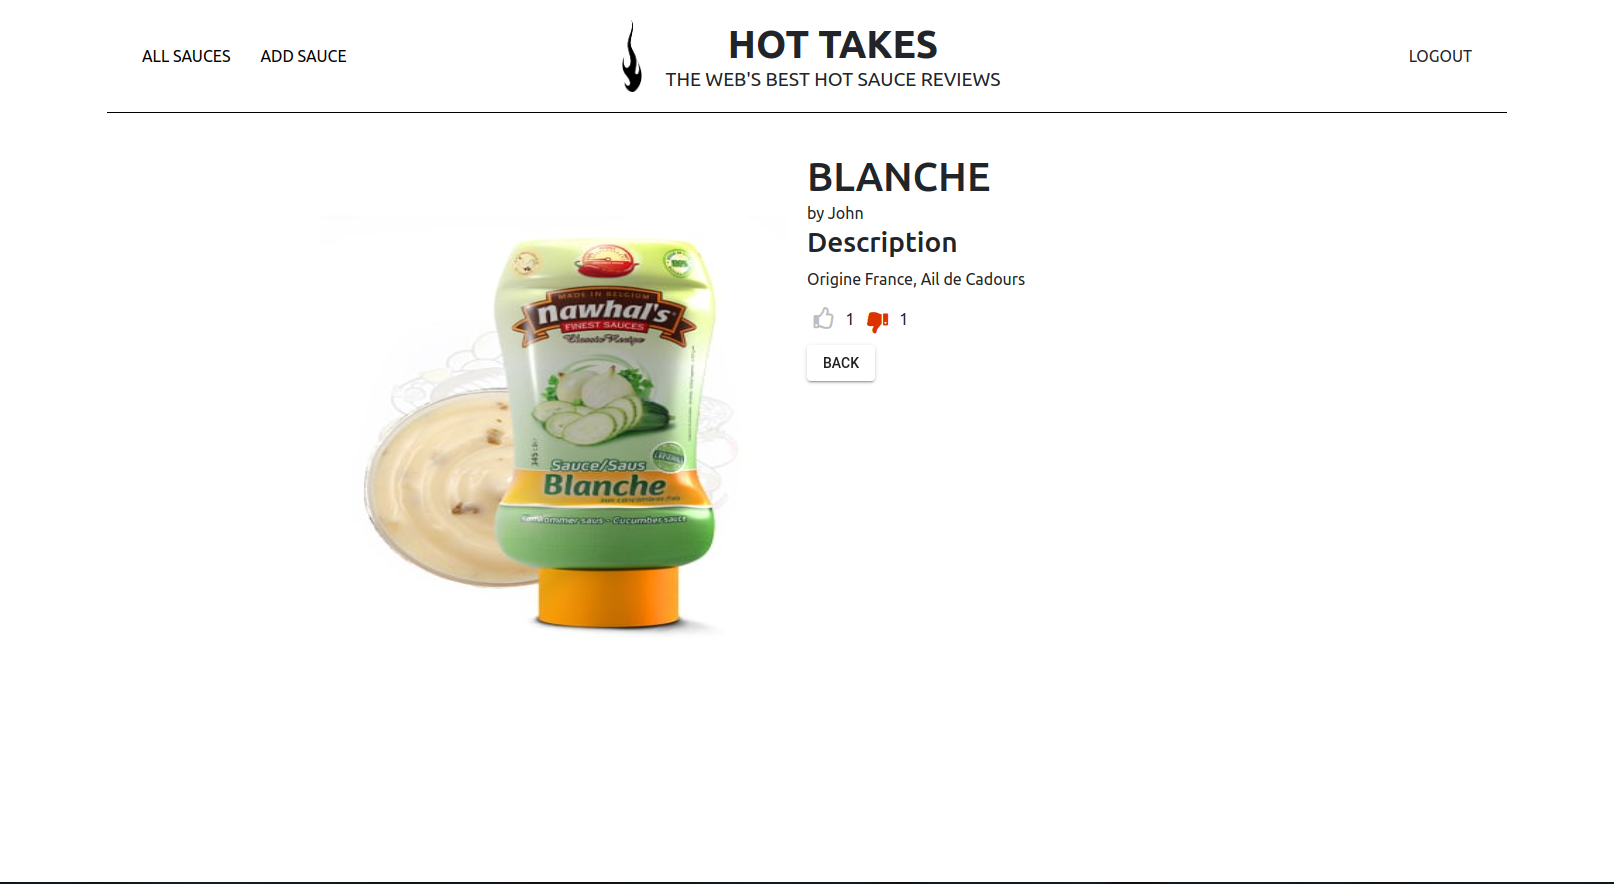 ALL SAUCES
ADD SAUCE
HOT TAKES
THE WEB'S BEST HOT SAUCE REVIEWS
LOGOUT
BLANCHE
by John
Description
Origine France, Ail de Cadours
1
1
BACK
MADE IN BELGIUM
nawhal's
FINEST SAUCES
Classic Recipe
Sauce/Saus
Blanche
Komkommer saus - Cucumber sauce